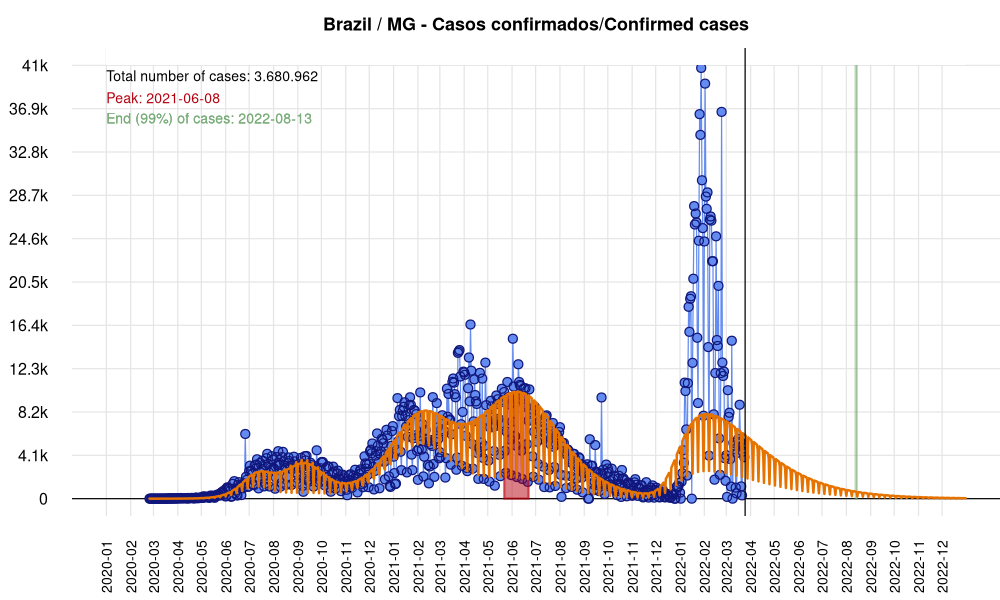 Brazil / MG - Casos confirmados/Confirmed cases
Total number of cases: 3.680.962
Peak: 2021-06-08
End (99%) of cases: 2022-08-13
41k
36.9k
32.8k
28.7k
24.6k
20.5k
16.4k
12.3k
8.2k
4.1k
0
2020-01
2020-02
2020-03
2020-04
2020-05
2020-06
2020-07
2020-08
2020-09
2020-10
2020-11
2020-12
2021-01
2021-02
2021-03
2021-04
2021-05
2021-06
2021-07
2021-08
2021-09
2021-10
2021-11
2021-12
2022-01
2022-02
2022-03
2022-04
2022-05
2022-06
2022-07
2022-08
2022-09
2022-10
2022-11
2022-12